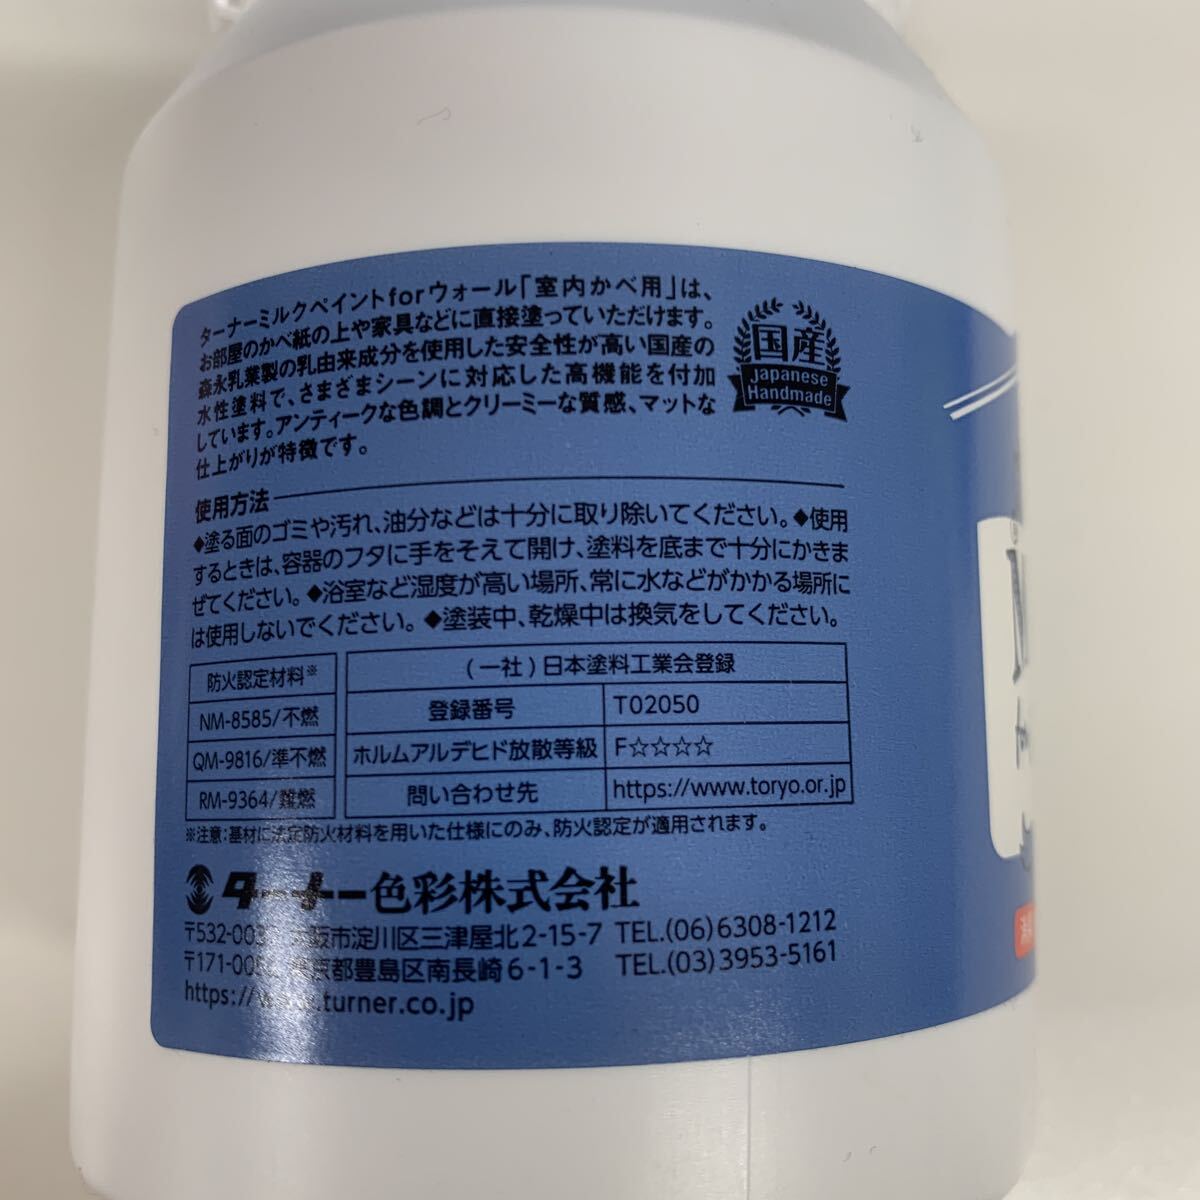 ターナーミルクペイントforウォール「室内かべ用」は、
お部屋のかべ紙の上や家具などに直接塗っていただけます。
森永乳業製の乳由来成分を使用した安全性が高い国産の
水性塗料で、さまざまシーンに対応した高機能を付加
しています。アンティークな色調とクリーミーな質感、マットな
仕上がりが特徴です。
国産
Japanese
Handmade
使用方法
◆塗る面のゴミや汚れ、油分などは十分に取り除いてください。◆使用
するときは、容器のフタに手をそえて開け、塗料を底まで十分にかきま
ぜてください。◆浴室など湿度が高い場所、常に水などがかかる場所に
は使用しないでください。◆塗装中、乾燥中は換気をしてください。
防火認定材料※
NM-8585/不燃
QM-9816/準不燃
RM-9364/難燃
(一社)日本塗料工業会登録
登録番号 T02050
ホルムアルデヒド放散等級 F☆☆☆☆
問い合わせ先 https://www.toryo.or.jp
※注意:基材に法定防火材料を用いた仕様にのみ、防火認定が適用されます。
ターナー色彩株式会社
〒532-003 大阪市淀川区三津屋北2-15-7 TEL.(06)6308-1212
〒171-005 東京都豊島区南長崎6-1-3 TEL.(03)3953-5161
https://www.turner.co.jp